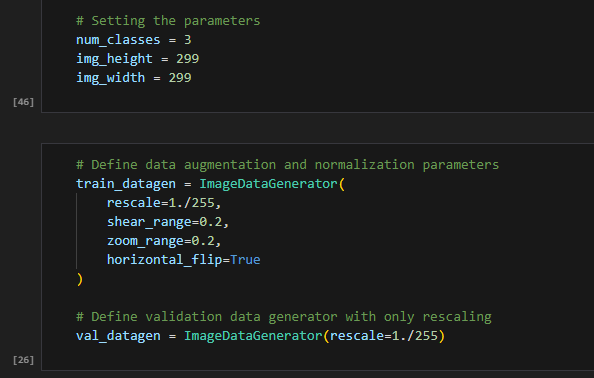 # Setting the parameters
num_classes = 3
img_height = 299
img_width = 299
[46]
# Define data augmentation and normalization parameters
train_datagen = ImageDataGenerator(
    rescale=1./255,
    shear_range=0.2,
    zoom_range=0.2,
    horizontal_flip=True
)
# Define validation data generator with only rescaling
val_datagen = ImageDataGenerator(rescale=1./255)
[26]